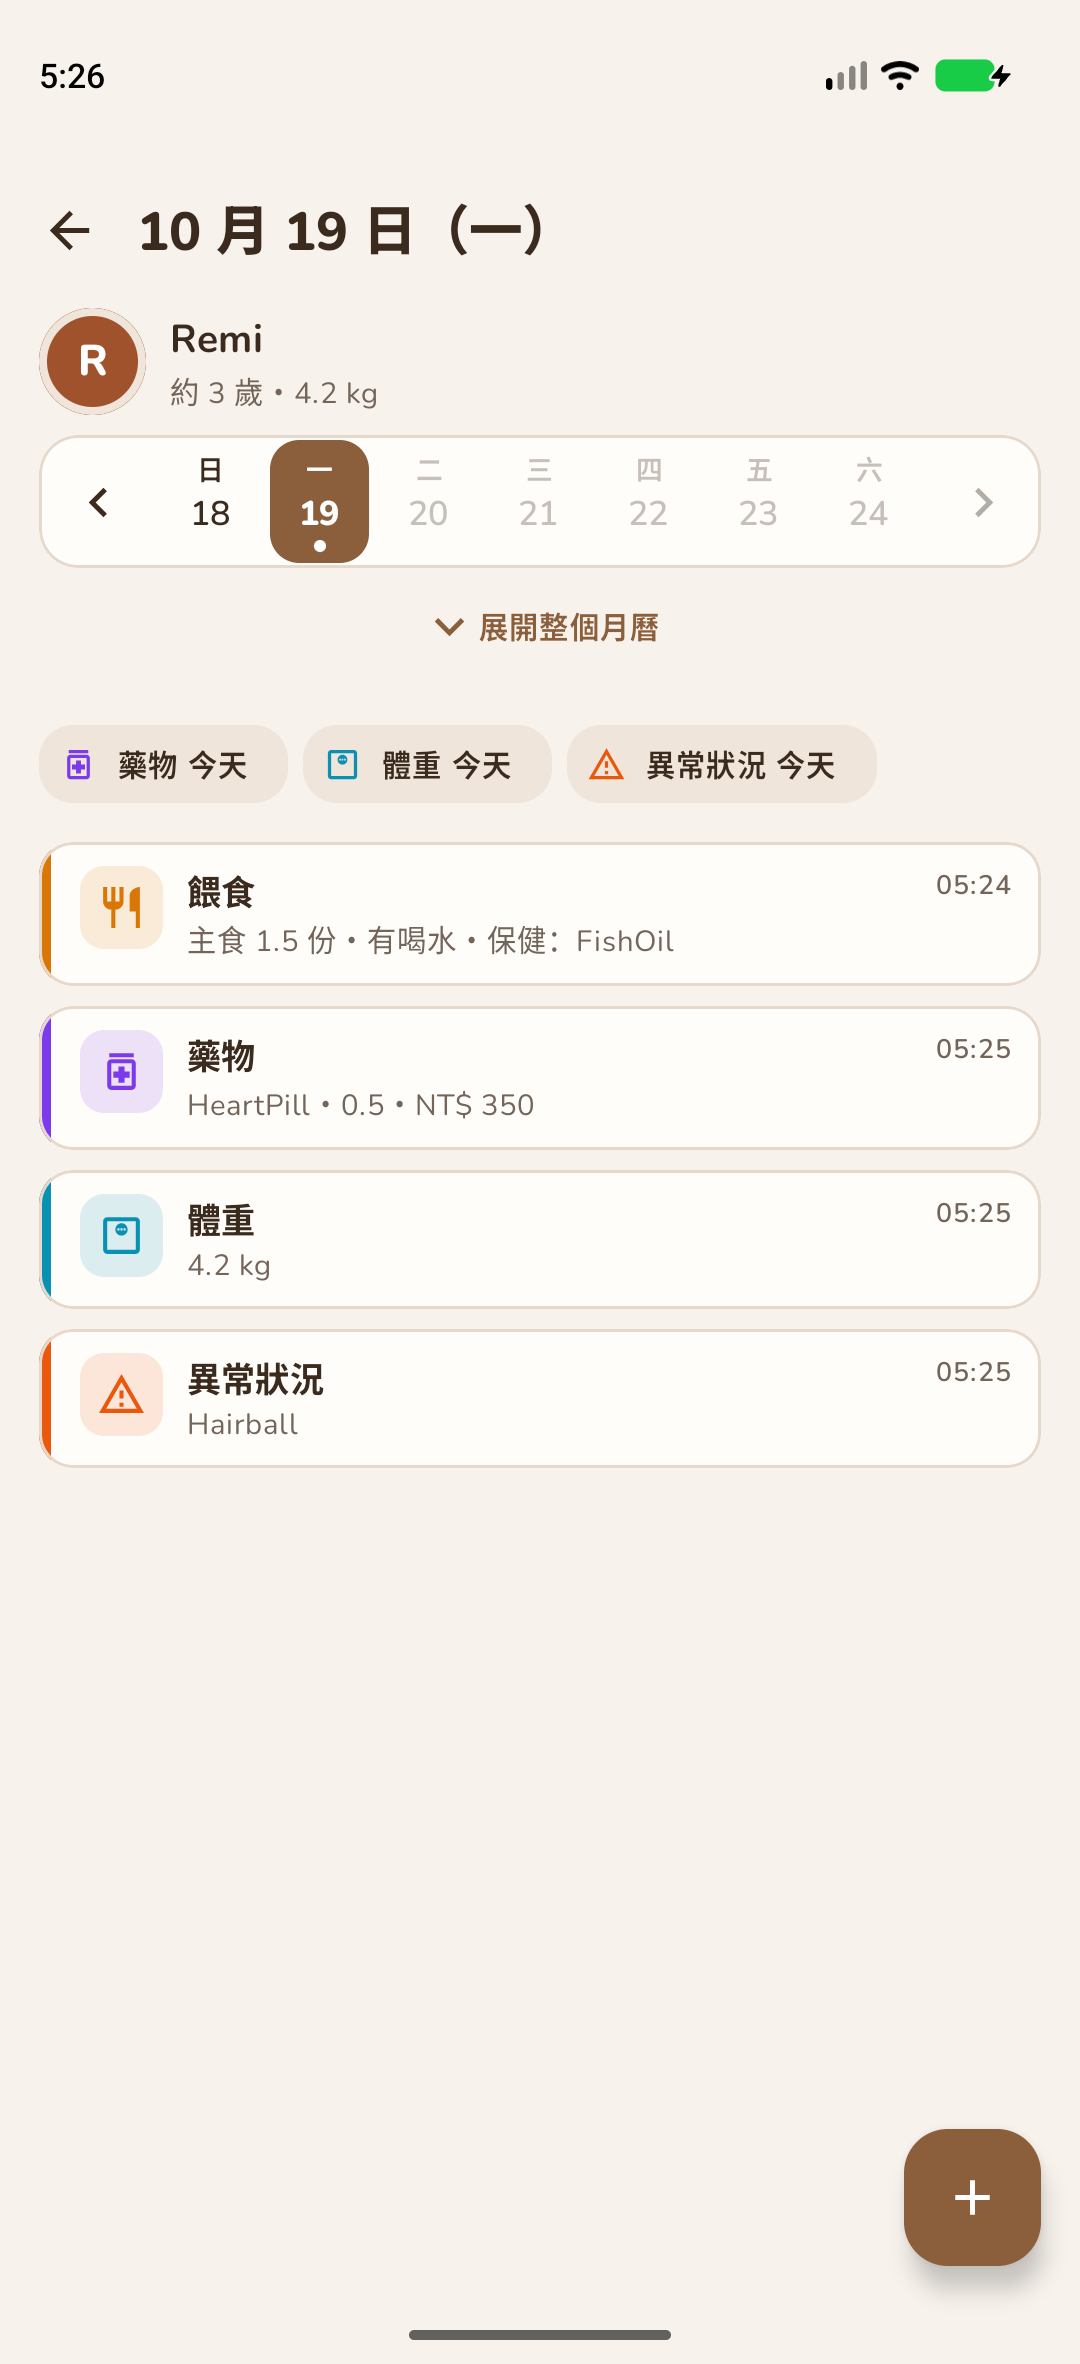 5:26
10 月 19 日（一）
R
Remi
約 3 歲・4.2 kg
日 一 二 三 四 五 六
18 19 20 21 22 23 24
展開整個月曆
藥物 今天 體重 今天 異常狀況 今天
餵食 05:24
主食 1.5 份・有喝水・保健：FishOil
藥物 05:25
HeartPill・0.5・NT$ 350
體重 05:25
4.2 kg
異常狀況 05:25
Hairball